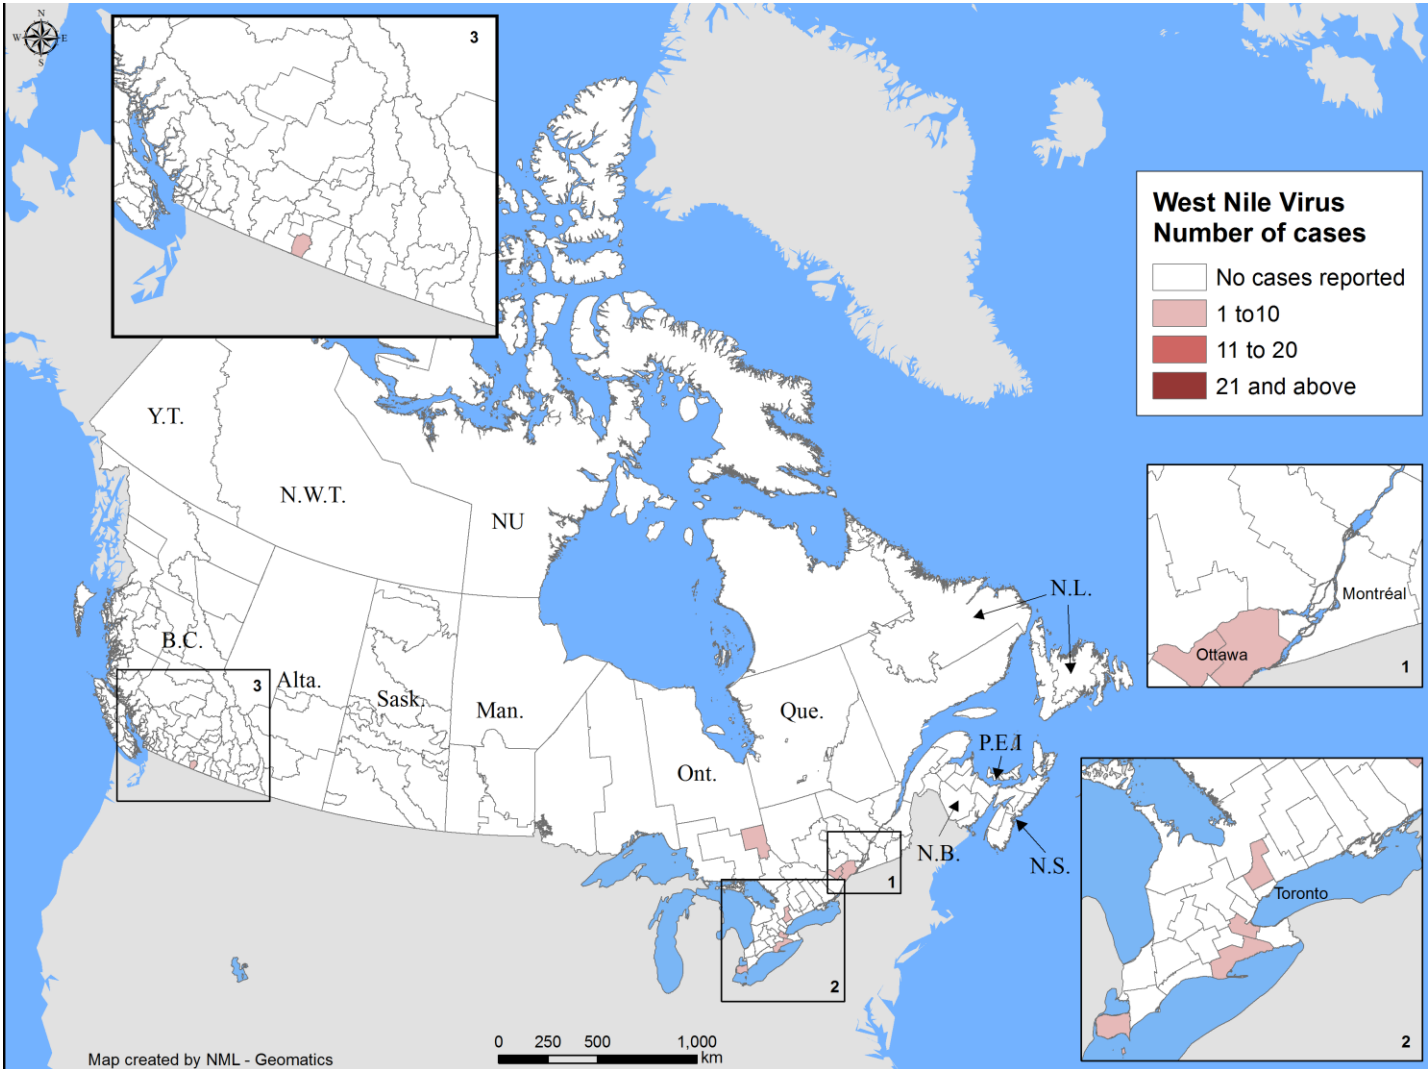 N
W E
S
3
West Nile Virus
Number of cases
No cases reported
1 to10
11 to 20
21 and above
Y.T.
N.W.T.
NU
B.C.
3
Alta.
Sask.
Man.
Ont.
Que.
N.L.
P.E.I
N.B.
N.S.
1
2
Montréal
Ottawa
1
Toronto
2
0 250 500 1,000
km
Map created by NML - Geomatics